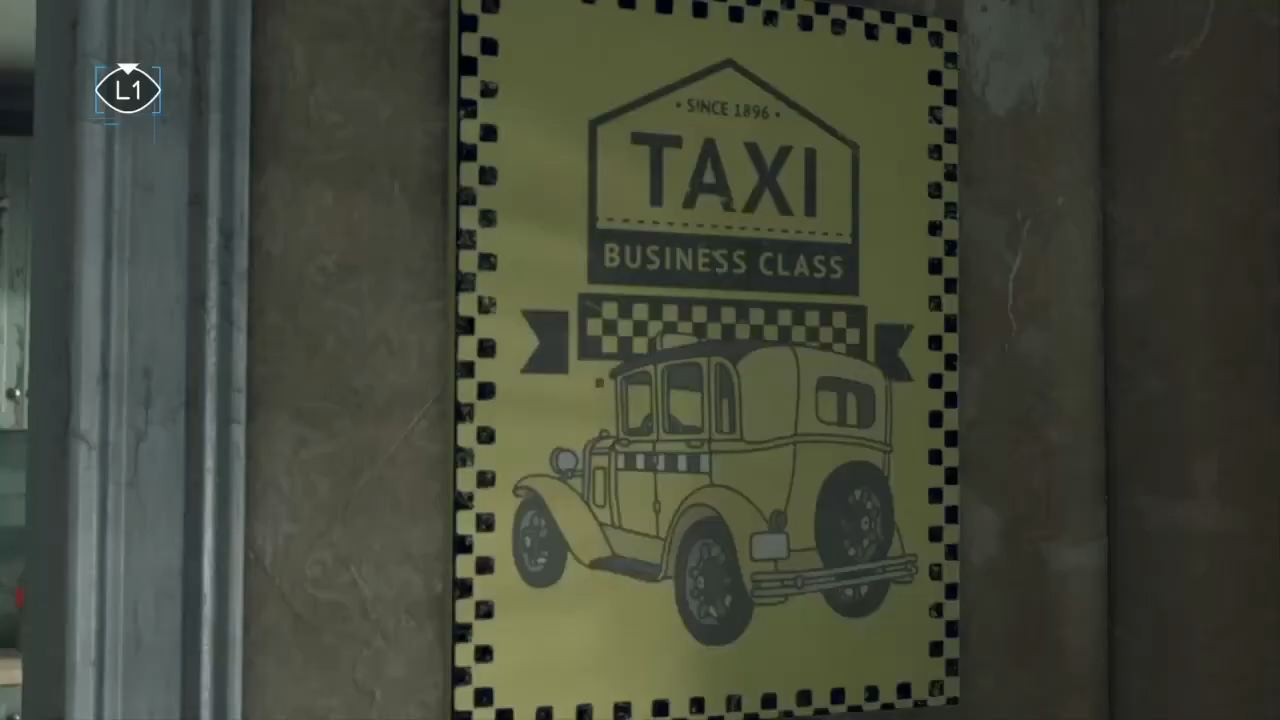 L1
• SINCE 1896 •
TAXI
BUSINESS CLASS